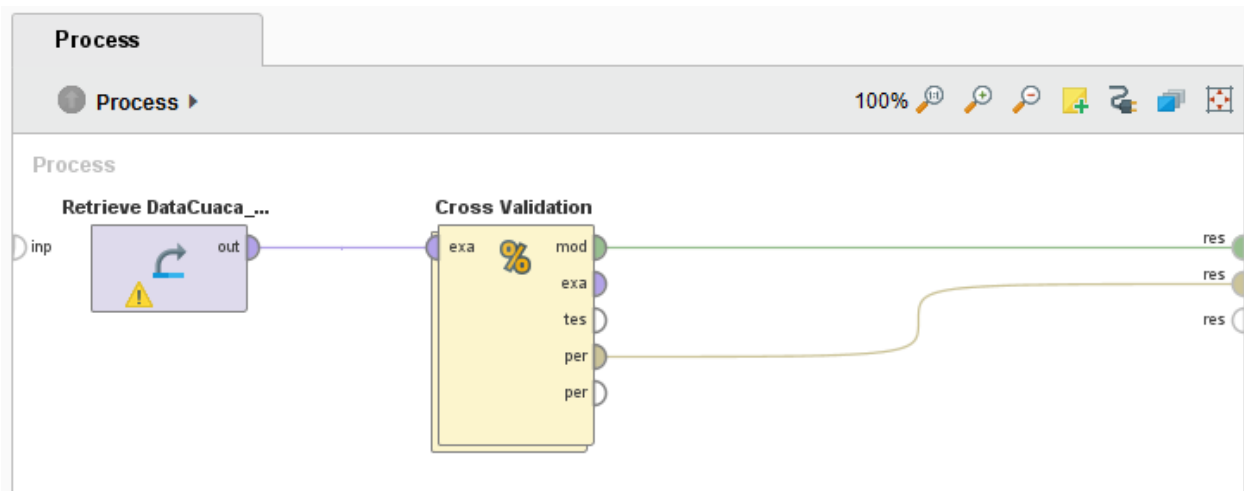 Process
Process
100%
Process
Retrieve DataCuaca_...
Cross Validation
inp
out
exa
%
mod
res
exa
res
tes
res
per
per